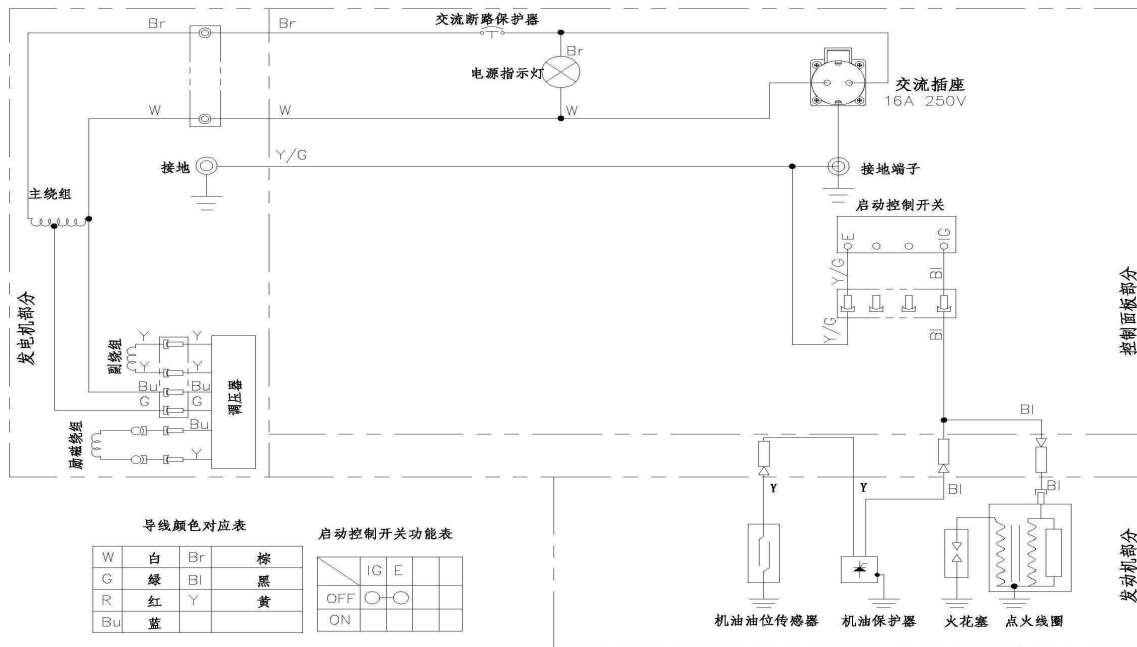 Br
Br
交流断路保护器
Br
电源指示灯
交流插座
16A 250V
W
W
接地
Y/G
接地端子
主绕组
启动控制开关
E
IG
Y/G
Bl
Y/G
Bl
发电机部分
控制面板部分
副绕组
Y
Y
Y
Y
Bu
Bu
G
G
调压器
Bu
励磁绕组
Y
Bl
Y
Y
Bl
Bl
发动机部分
机油油位传感器
机油保护器
火花塞
点火线圈
导线颜色对应表
W 白 Br 棕
G 绿 Bl 黑
R 红 Y 黄
Bu 蓝
启动控制开关功能表
IG E
OFF
ON